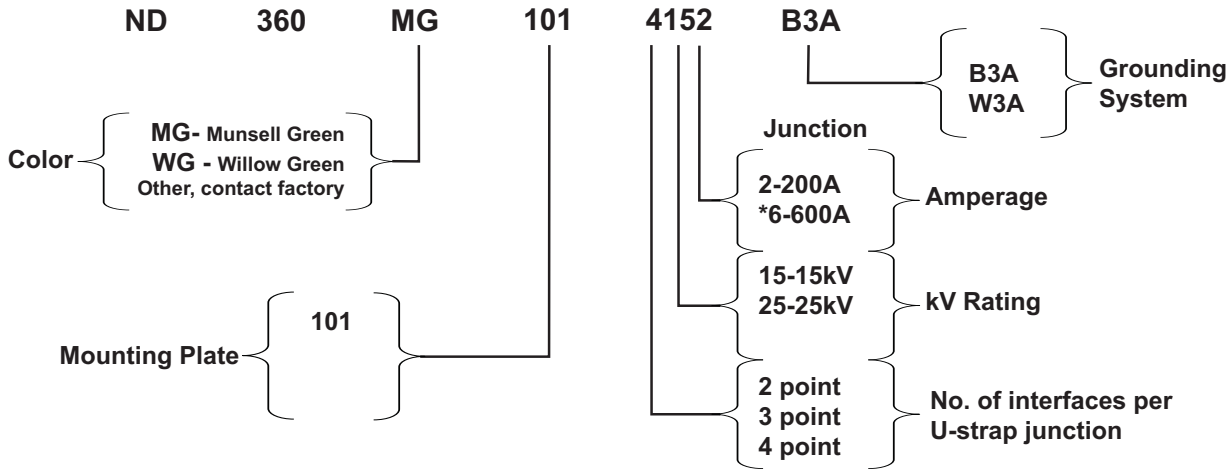 ND 360 MG 101 4152 B3A
B3A
W3A
Grounding
System
Junction
Color
MG- Munsell Green
WG - Willow Green
Other, contact factory
2-200A
*6-600A
Amperage
15-15kV
25-25kV
kV Rating
Mounting Plate
101
2 point
3 point
4 point
No. of interfaces per
U-strap junction